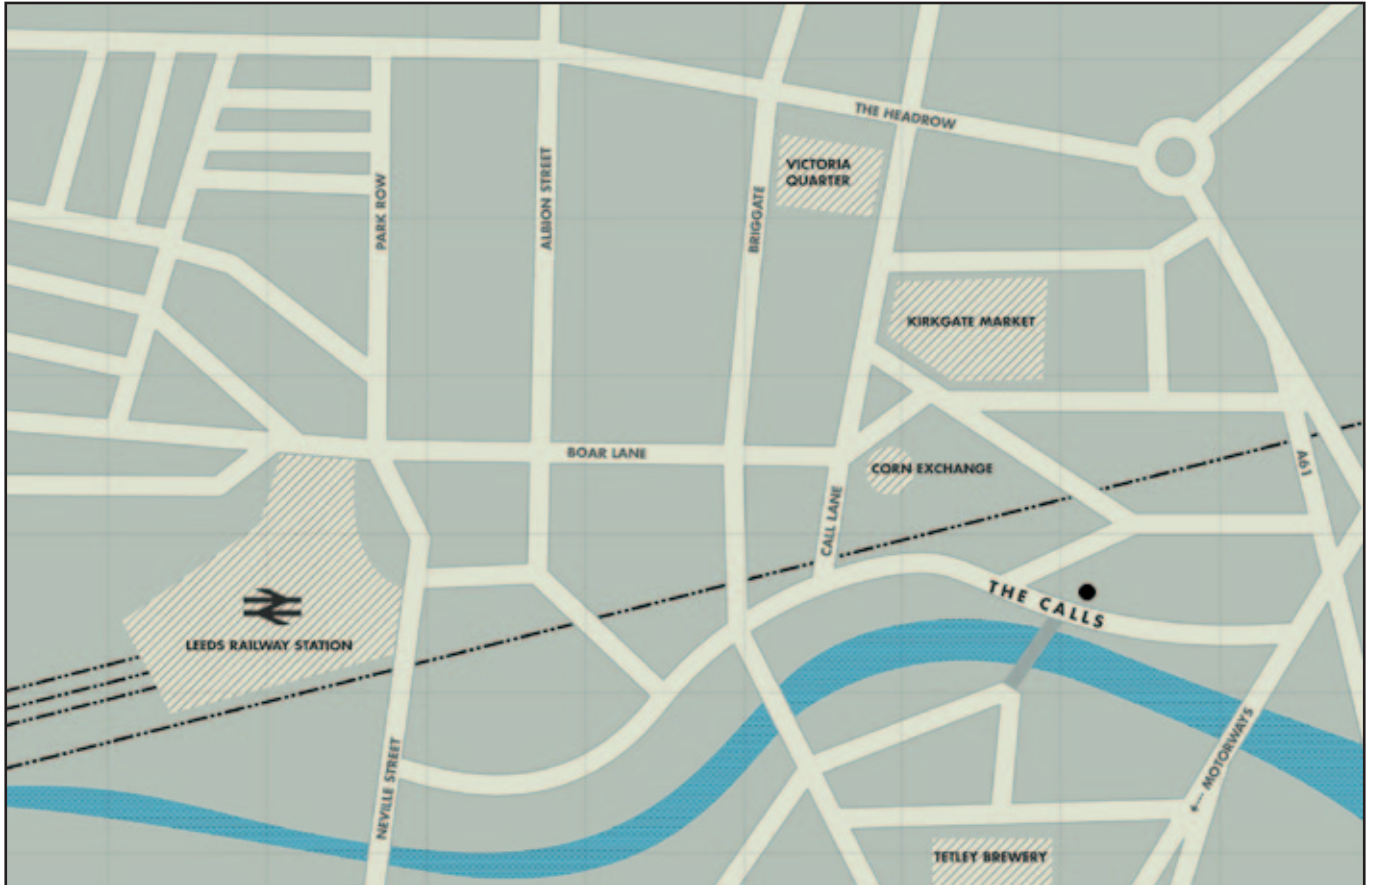 THE HEADROW
VICTORIA
QUARTER
PARK ROW
ALBION STREET
BRIGGATE
KIRKGATE MARKET
BOAR LANE
CORN EXCHANGE
A61
CALL LANE
THE CALLS
LEEDS RAILWAY STATION
MOTORWAYS
NEVILLE STREET
TETLEY BREWERY